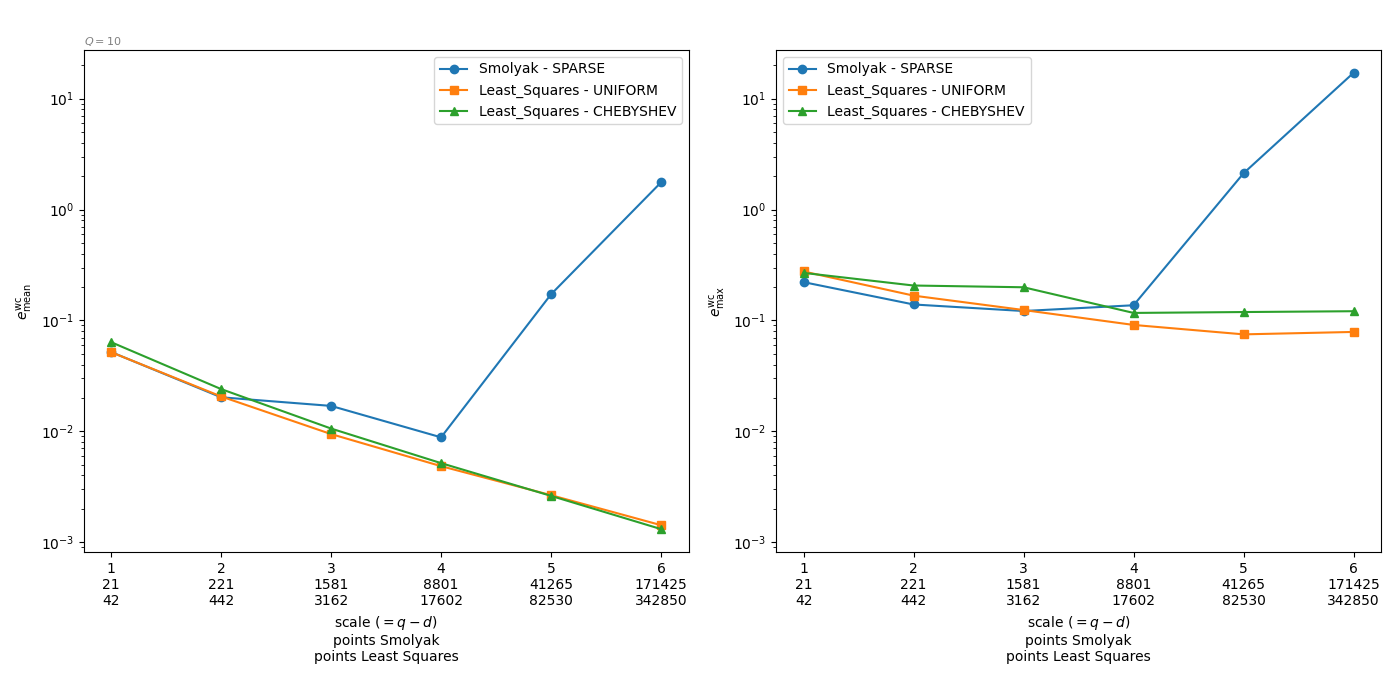 Q = 10
Smolyak - SPARSE
Least_Squares - UNIFORM
Least_Squares - CHEBYSHEV
10¹
10⁰
10⁻¹
10⁻²
10⁻³
e^wc_mean
1 2 3 4 5 6
21 221 1581 8801 41265 171425
42 442 3162 17602 82530 342850
scale (= q − d)
points Smolyak
points Least Squares
Smolyak - SPARSE
Least_Squares - UNIFORM
Least_Squares - CHEBYSHEV
10¹
10⁰
10⁻¹
10⁻²
10⁻³
e^wc_max
1 2 3 4 5 6
21 221 1581 8801 41265 171425
42 442 3162 17602 82530 342850
scale (= q − d)
points Smolyak
points Least Squares